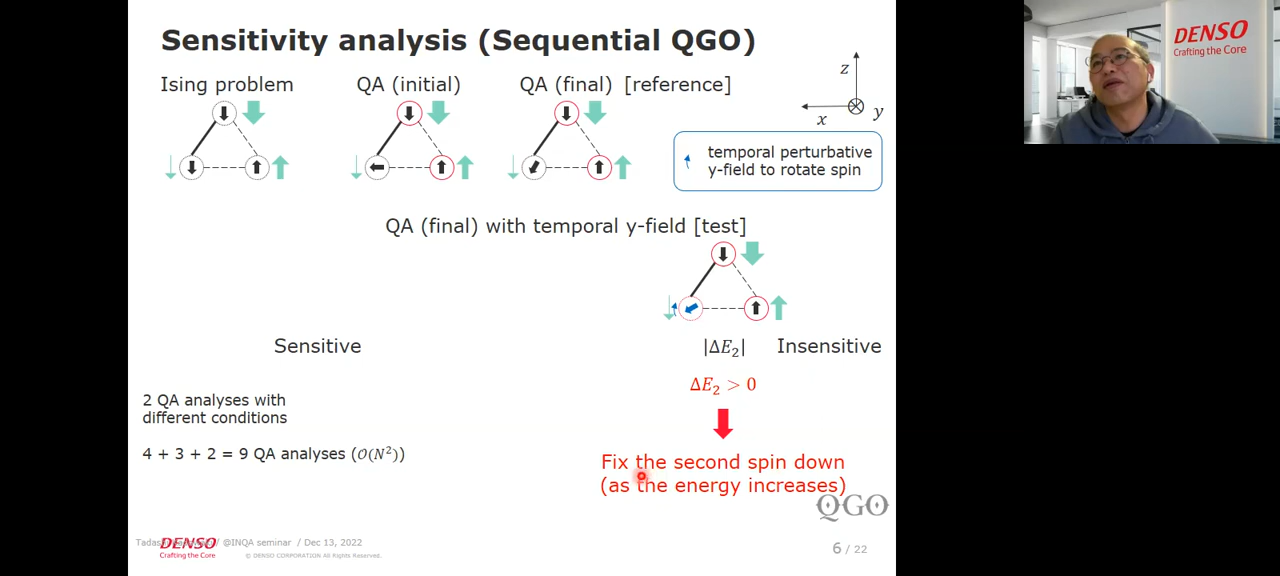 Sensitivity analysis (Sequential QGO)
Ising problem
QA (initial)
QA (final) [reference]
z
x
y
temporal perturbative
y-field to rotate spin
QA (final) with temporal y-field [test]
Sensitive
|ΔE₂|
Insensitive
ΔE₂ > 0
2 QA analyses with
different conditions
4 + 3 + 2 = 9 QA analyses (𝒪(N²))
Fix the second spin down
(as the energy increases)
QGO
/ @INQA seminar / Dec 13, 2022
DENSO
Crafting the Core
© DENSO CORPORATION All Rights Reserved.
6 / 22
DENSO
Crafting the Core